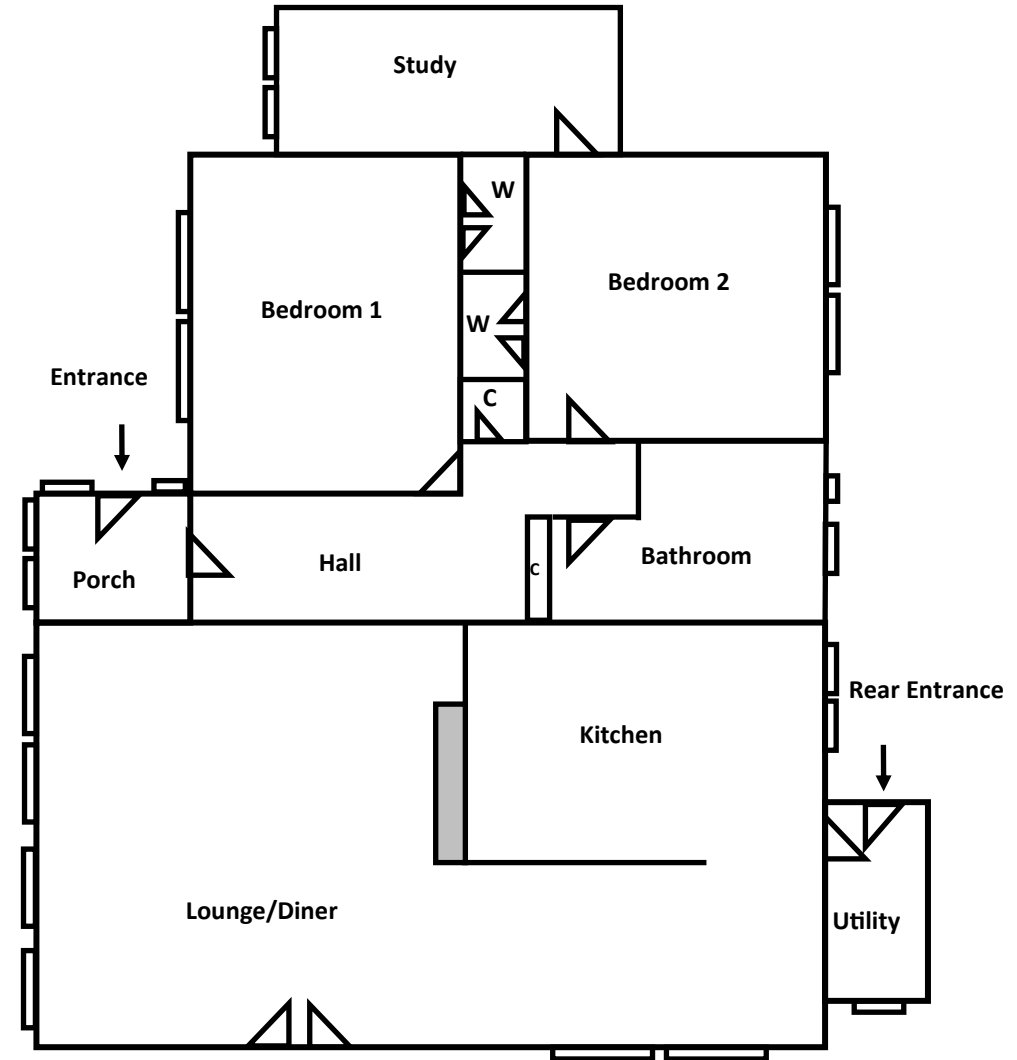 Study
W
Bedroom 2
Bedroom 1
W
Entrance
C
Bathroom
Hall
C
Porch
Rear Entrance
Kitchen
Lounge/Diner
Utility